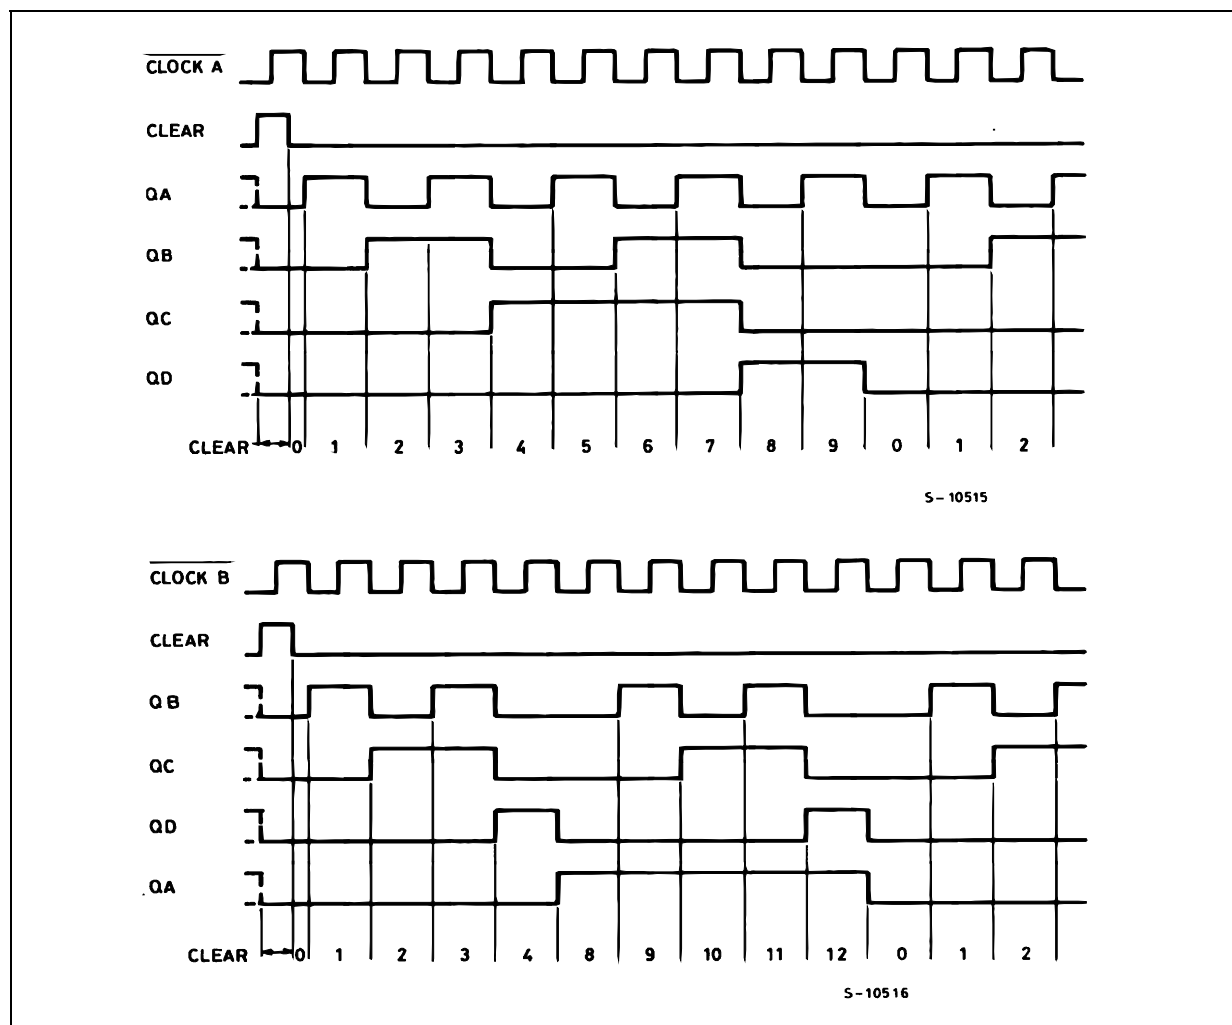 CLOCK A
CLEAR
QA
QB
QC
QD
CLEAR 0 1 2 3 4 5 6 7 8 9 0 1 2
S-10515
CLOCK B
CLEAR
QB
QC
QD
QA
CLEAR 0 1 2 3 4 8 9 10 11 12 0 1 2
S-10516